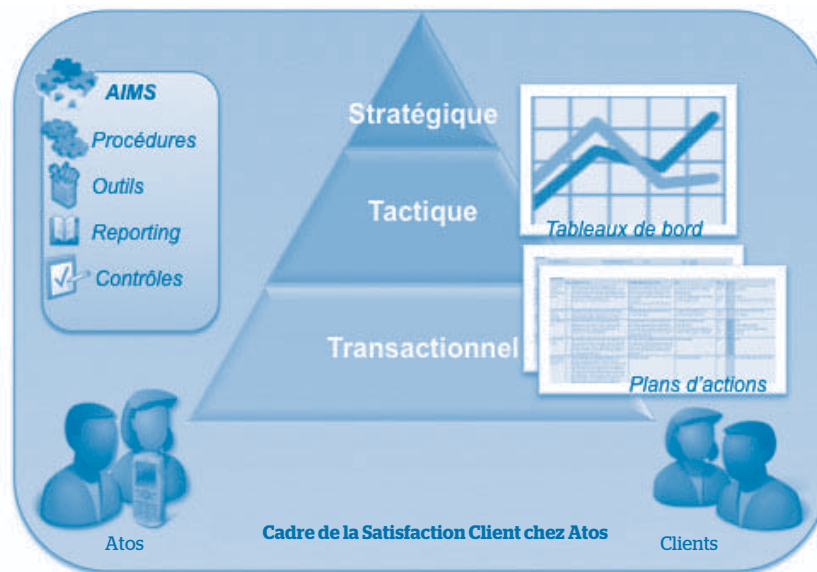 AIMS
Procédures
Outils
Reporting
Contrôles
Stratégique
Tactique
Transactionnel
Tableaux de bord
Plans d'actions
Atos
Cadre de la Satisfaction Client chez Atos
Clients